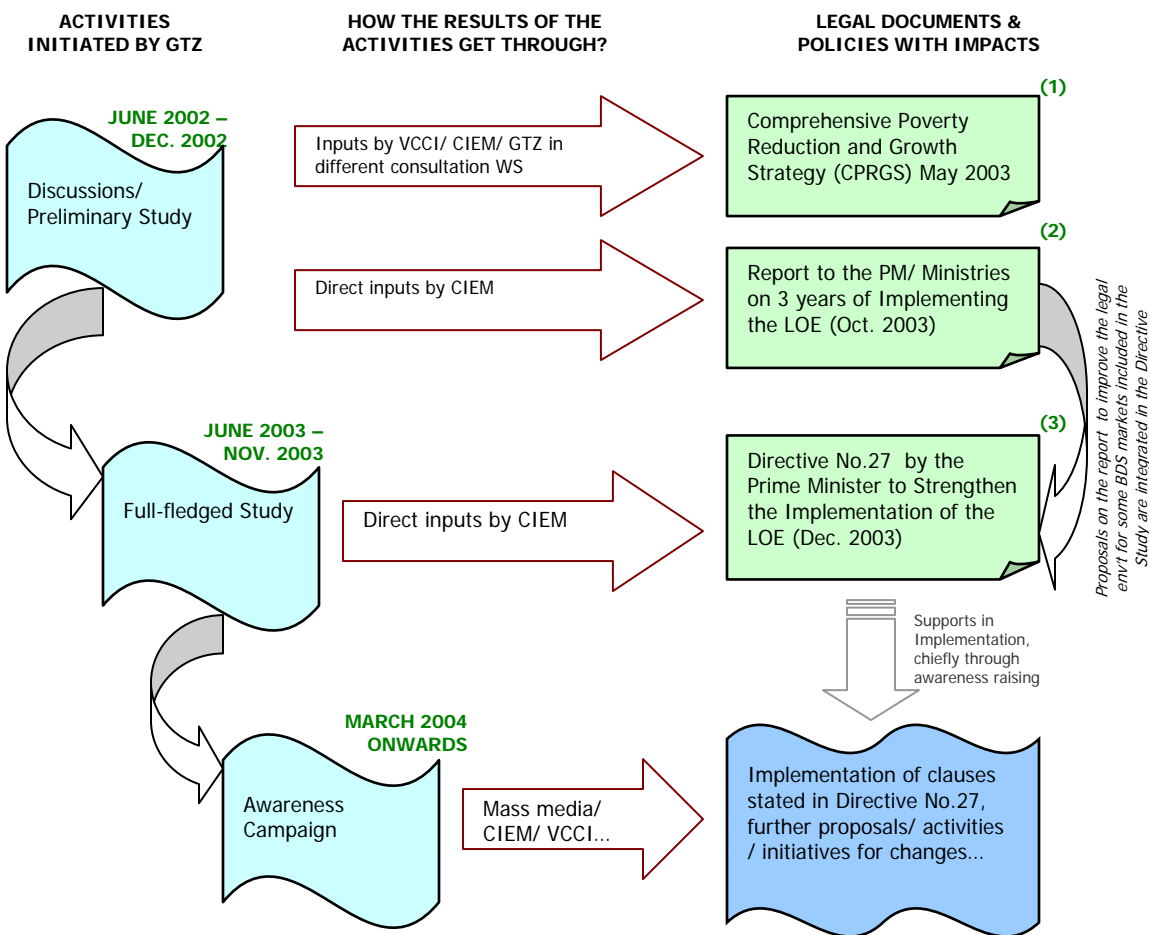 ACTIVITIES
INITIATED BY GTZ
HOW THE RESULTS OF THE
ACTIVITIES GET THROUGH?
LEGAL DOCUMENTS &
POLICIES WITH IMPACTS
JUNE 2002 –
DEC. 2002
Discussions/
Preliminary Study
Inputs by VCCI/ CIEM/ GTZ in
different consultation WS
(1)
Comprehensive Poverty
Reduction and Growth
Strategy (CPRGS) May 2003
Direct inputs by CIEM
(2)
Report to the PM/ Ministries
on 3 years of Implementing
the LOE (Oct. 2003)
Proposals on the report to improve the legal
env't for some BDS markets included in the
Study are integrated in the Directive
JUNE 2003 –
NOV. 2003
Full-fledged Study
Direct inputs by CIEM
(3)
Directive No.27 by the
Prime Minister to Strengthen
the Implementation of the
LOE (Dec. 2003)
Supports in
Implementation,
chiefly through
awareness raising
MARCH 2004
ONWARDS
Awareness
Campaign
Mass media/
CIEM/ VCCI...
Implementation of clauses
stated in Directive No.27,
further proposals/ activities
/ initiatives for changes...